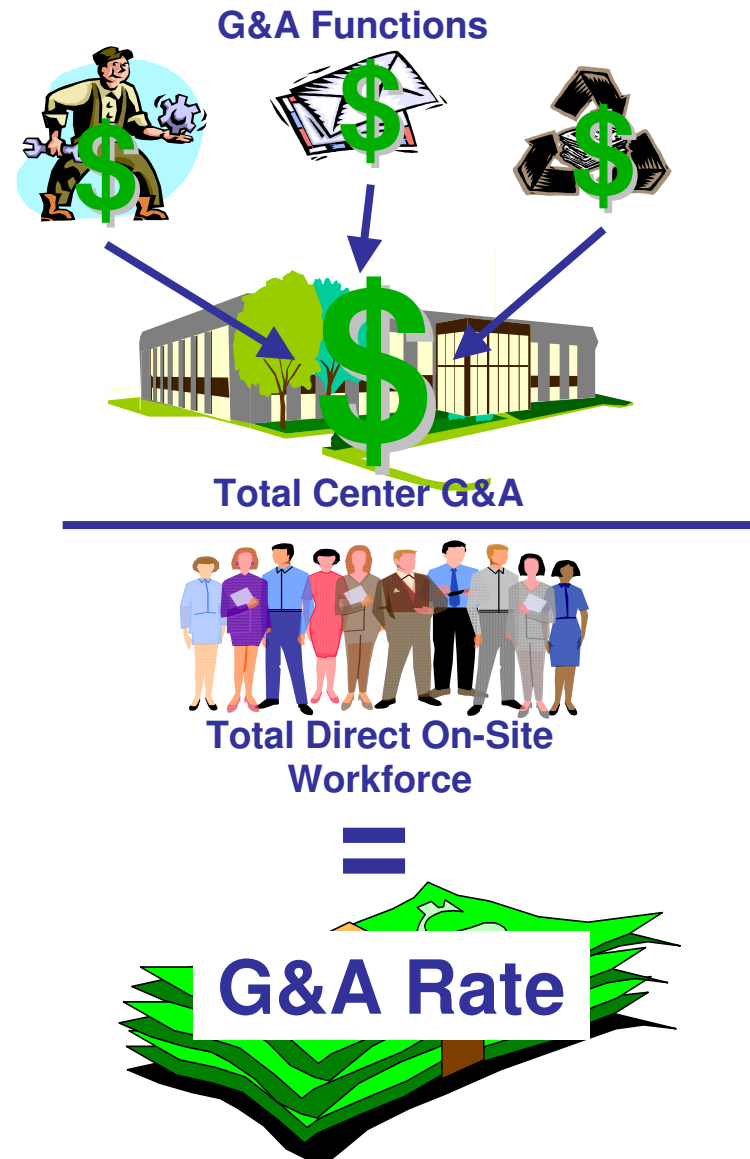 G&A Functions
$ $ $
$
Total Center G&A
Total Direct On-Site
Workforce
=
G&A Rate